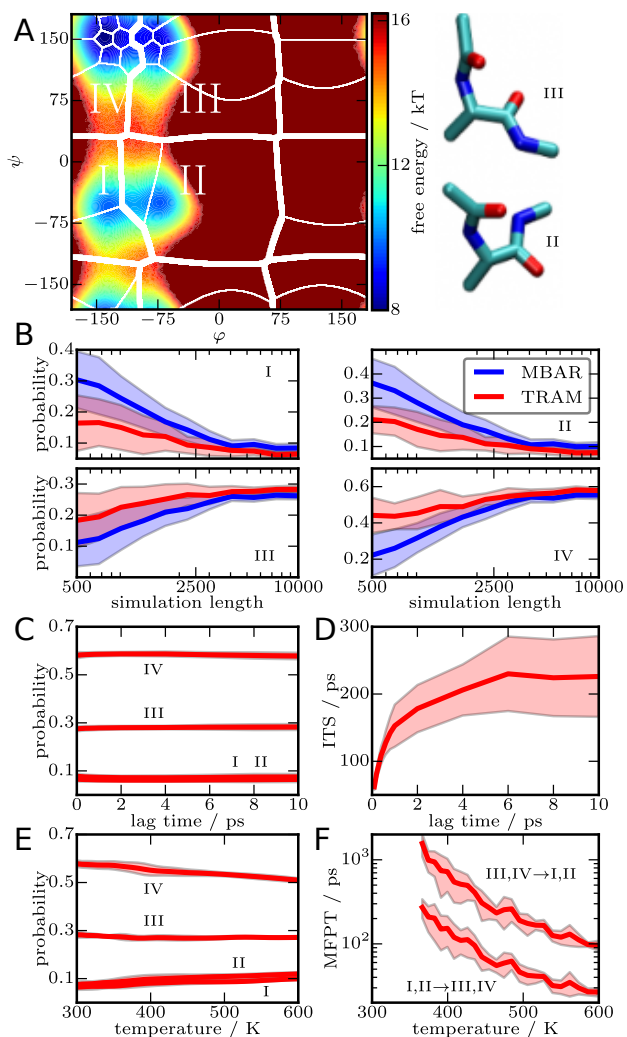 A
150
75
0
−75
−150
ψ
−150
−75
0
75
150
φ
IV
III
I
II
16
12
8
free energy / kT
III
II
B
0.4
0.3
0.2
0.1
probability
I
0.4
0.3
0.2
0.1
II
MBAR
TRAM
0.3
0.2
0.1
probability
III
500
2500
10000
simulation length
0.6
0.4
0.2
IV
500
2500
10000
simulation length
C
0.7
0.5
0.3
0.1
probability
IV
III
I II
0
2
4
6
8
10
lag time / ps
D
300
200
100
ITS / ps
0
2
4
6
8
10
lag time / ps
E
0.7
0.5
0.3
0.1
probability
IV
III
II
I
300
400
500
600
temperature / K
F
10³
10²
MFPT / ps
III,IV→I,II
I,II→III,IV
300
400
500
600
temperature / K